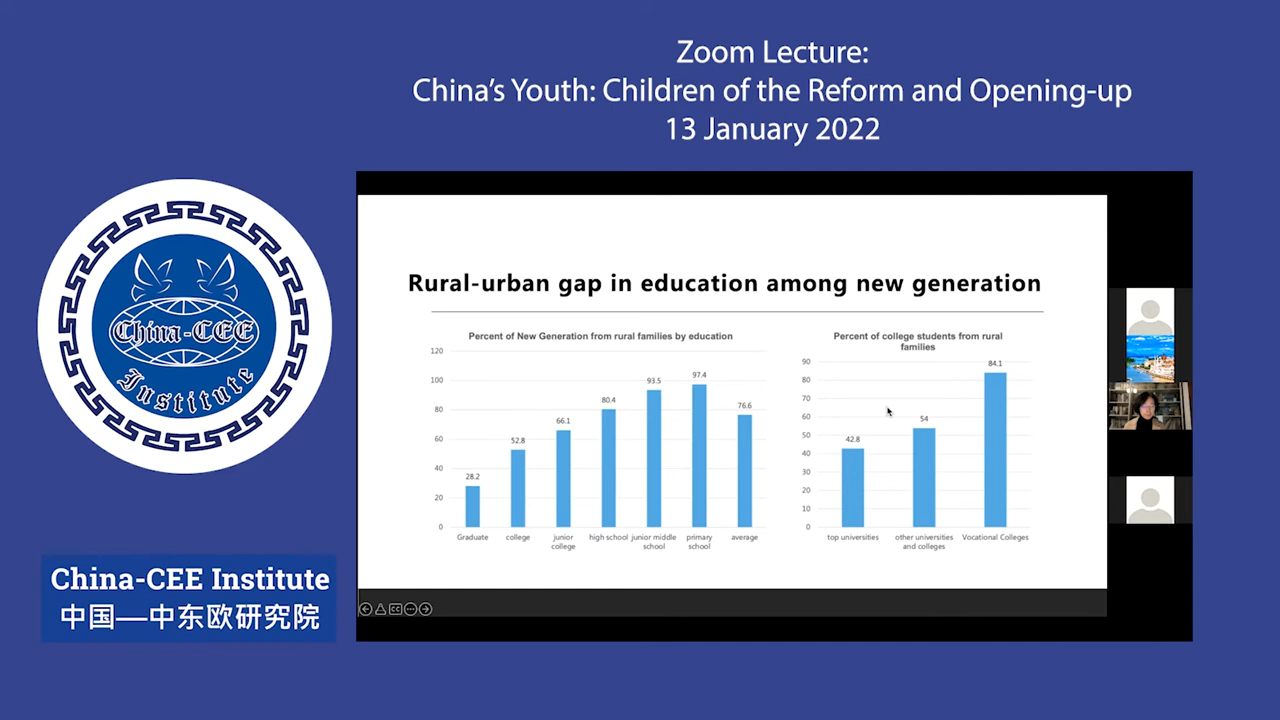 Zoom Lecture:
China's Youth: Children of the Reform and Opening-up
13 January 2022
China-CEE
Institute
China-CEE Institute
中国—中东欧研究院
Rural-urban gap in education among new generation
Percent of New Generation from rural families by education
120
100
80
60
40
20
0
28.2
52.8
66.1
80.4
93.5
97.4
76.6
Graduate
college
junior
college
high school
junior middle
school
primary
school
average
Percent of college students from rural
families
90
80
70
60
50
40
30
20
10
0
42.8
54
84.1
top universities
other universities
and colleges
Vocational Colleges